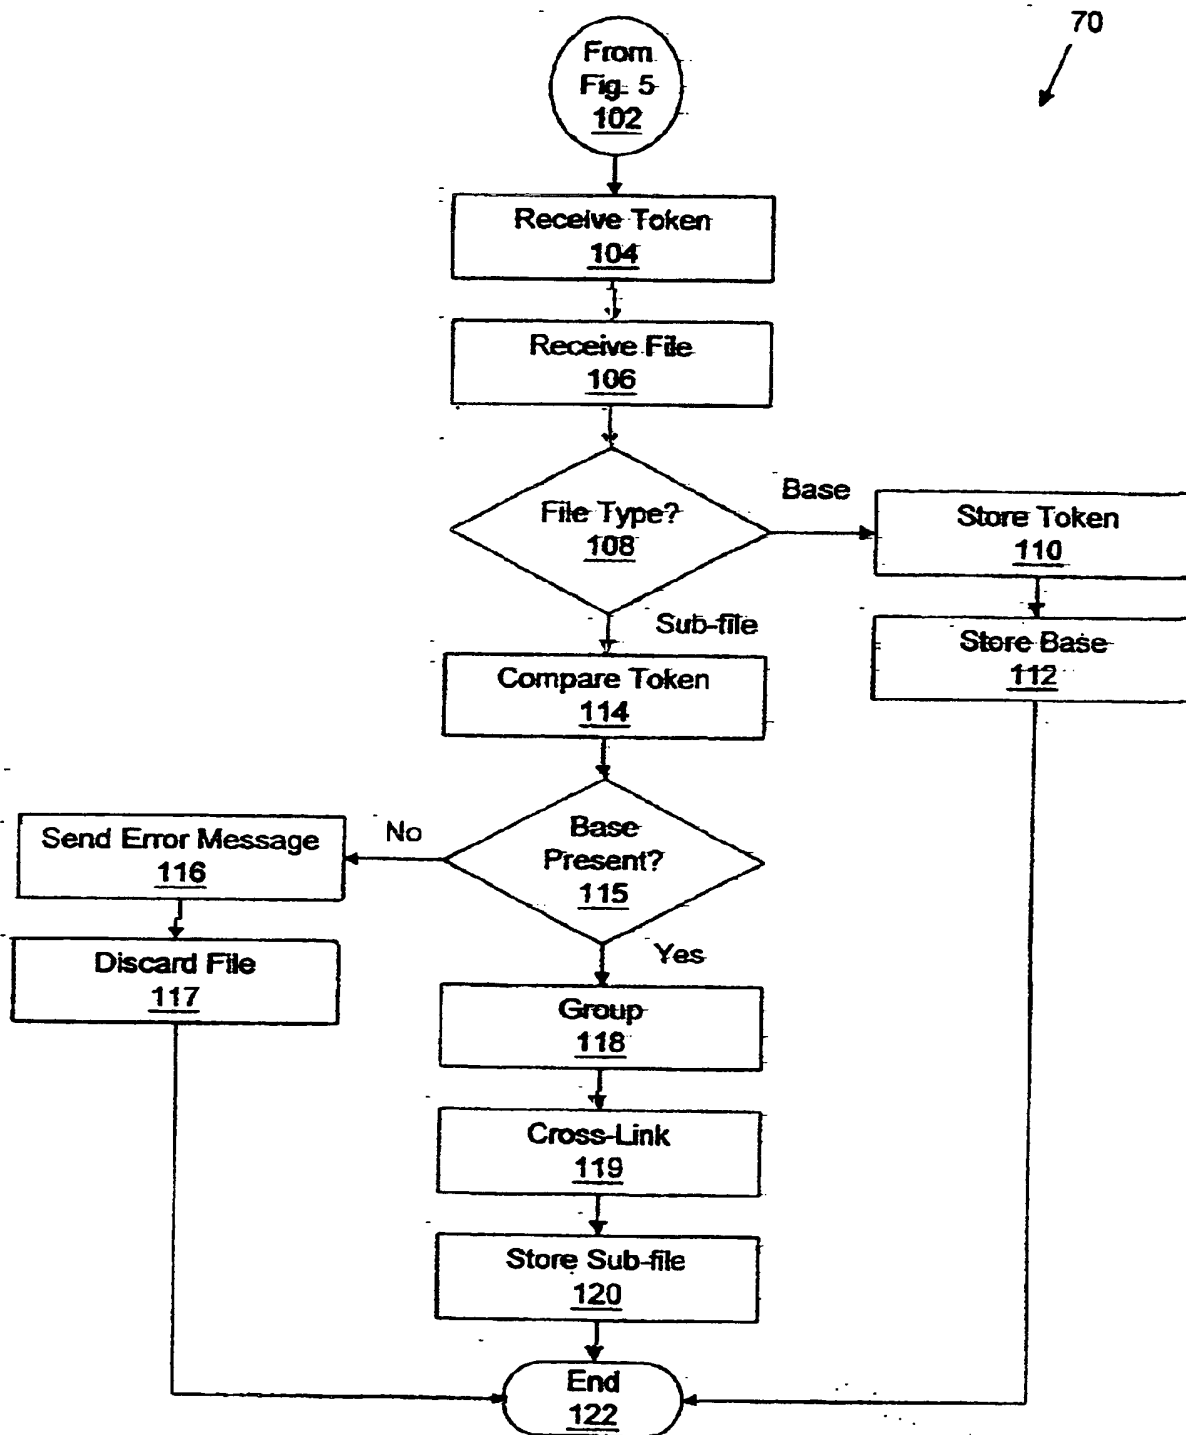 70
From
Fig. 5
102
Receive Token
104
Receive File
106
File Type?
108
Base
Store Token
110
Store Base
112
Sub-file
Compare Token
114
Base
Present?
115
No
Send Error Message
116
Discard File
117
Yes
Group
118
Cross-Link
119
Store Sub-file
120
End
122